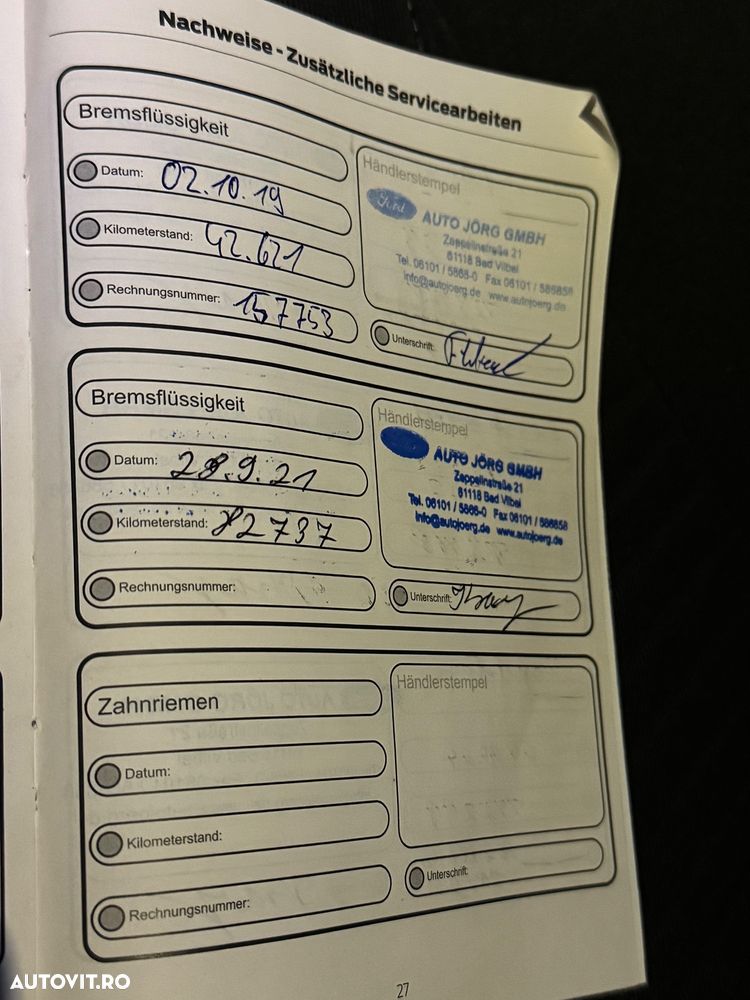 Nachweise - Zusätzliche Servicearbeiten
Bremsflüssigkeit
Datum: 02.10.19
Kilometerstand: 42.621
Rechnungsnummer: 157753
Händlerstempel
Ford AUTO JÖRG GMBH
Zeppelinstraße 21
61118 Bad Vilbel
Tel. 06101 / 5868-0 Fax 06101 / 586858
info@autojoerg.de www.autojoerg.de
Unterschrift:
Bremsflüssigkeit
Datum: 29.9.21
Kilometerstand: 82737
Rechnungsnummer:
Händlerstempel
AUTO JÖRG GMBH
Zeppelinstraße 21
61118 Bad Vilbel
Tel. 06101 / 5868-0 Fax 06101 / 586858
info@autojoerg.de www.autojoerg.de
Unterschrift:
Zahnriemen
Datum:
Kilometerstand:
Rechnungsnummer:
Händlerstempel
Unterschrift:
27
AUTOVIT.RO